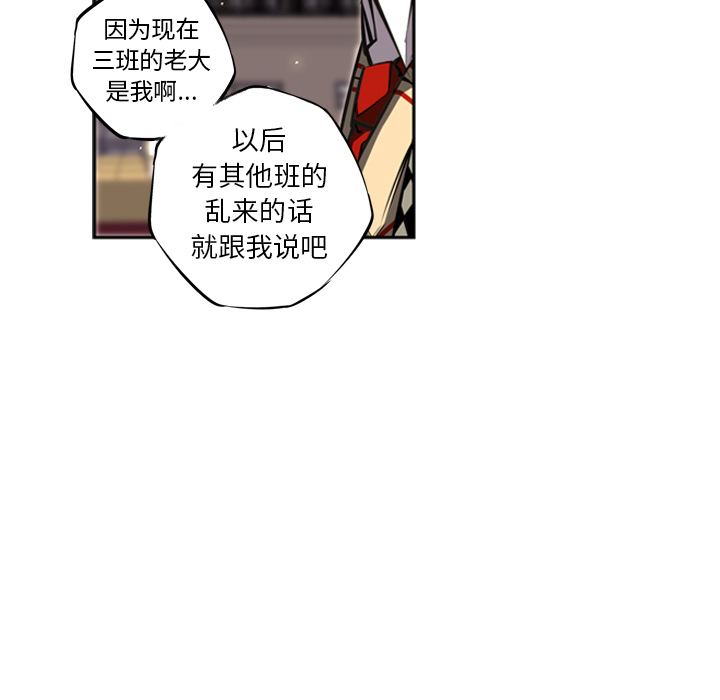 因为现在
三班的老大
是我啊...
以后
有其他班的
乱来的话
就跟我说吧